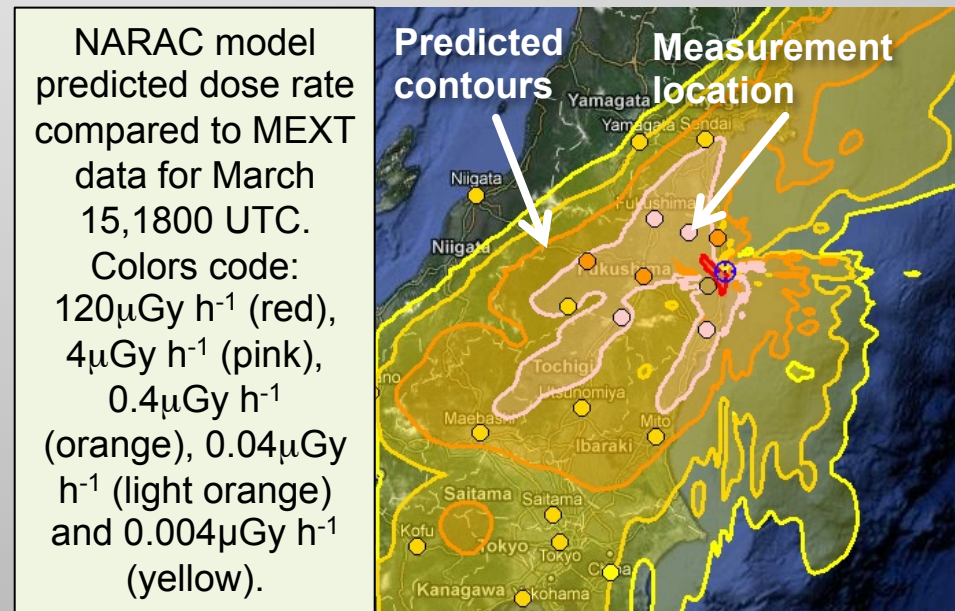 NARAC model
predicted dose rate
compared to MEXT
data for March
15,1800 UTC.
Colors code:
120μGy h-1 (red),
4μGy h-1 (pink),
0.4μGy h-1
(orange), 0.04μGy
h-1 (light orange)
and 0.004μGy h-1
(yellow).
Predicted
contours
Measurement
location
Yamagata
Yamagata Sendai
Niigata
Niigata
Fukushima
Fukushima
Tochigi
Utsunomiya
Maebashi
Mito
Ibaraki
Saitama
Saitama
Kofu
Tokyo
Tokyo
Kanagawa